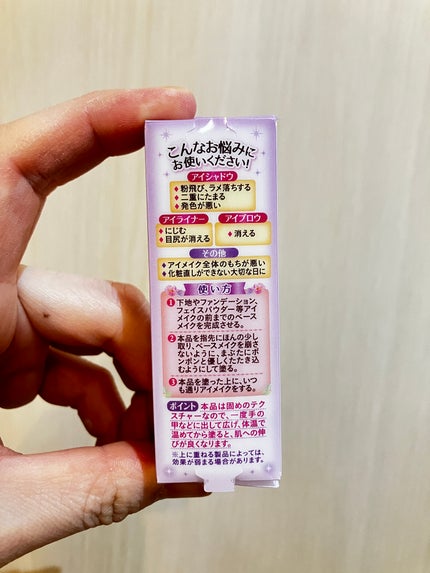 こんなお悩みに
お使いください!
アイシャドウ
♦粉飛び、ラメ落ちする
♦二重にたまる
♦発色が悪い
アイライナー
♦にじむ
♦目尻が消える
アイブロウ
♦消える
その他
♦アイメイク全体のもちが悪い
♦化粧直しができない大切な日に
使い方
1 下地やファンデーション、
フェイスパウダー等アイ
メイクの前までのベース
メイクを完成させる。
2 本品を指先にほんの少し
取り、ベースメイクを崩さ
ないように、まぶたにポ
ンポンと優しくたたき込
むようにして塗る。
3 本品を塗った上に、いつ
も通りアイメイクをする。
ポイント 本品は固めのテク
スチャーなので、一度手の
甲などに出して広げ、体温で
温めてから塗ると、肌への伸
びが良くなります。
※上に重ねる製品によっては、
効果が弱まる場合があります。